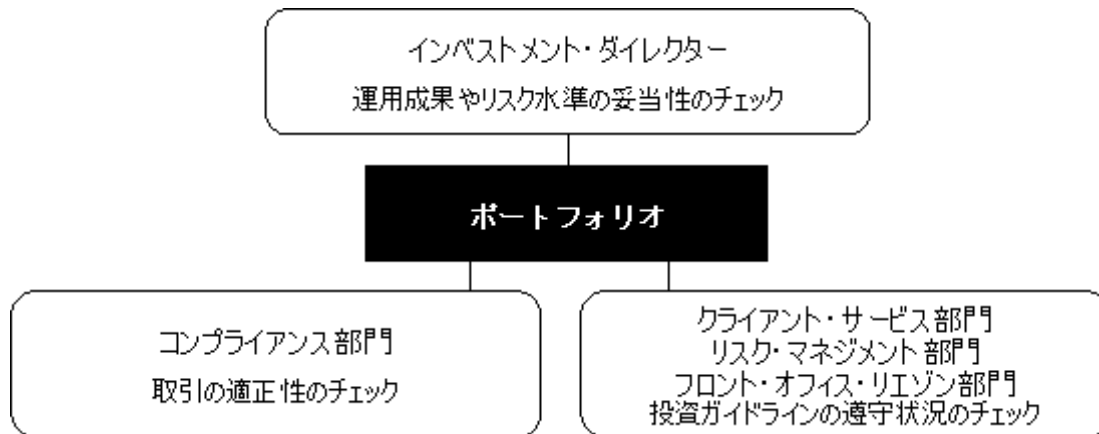 インベストメント・ダイレクター
運用成果やリスク水準の妥当性のチェック
ポートフォリオ
コンプライアンス部門
取引の適正性のチェック
クライアント・サービス部門
リスク・マネジメント部門
フロント・オフィス・リエゾン部門
投資ガイドラインの遵守状況のチェック